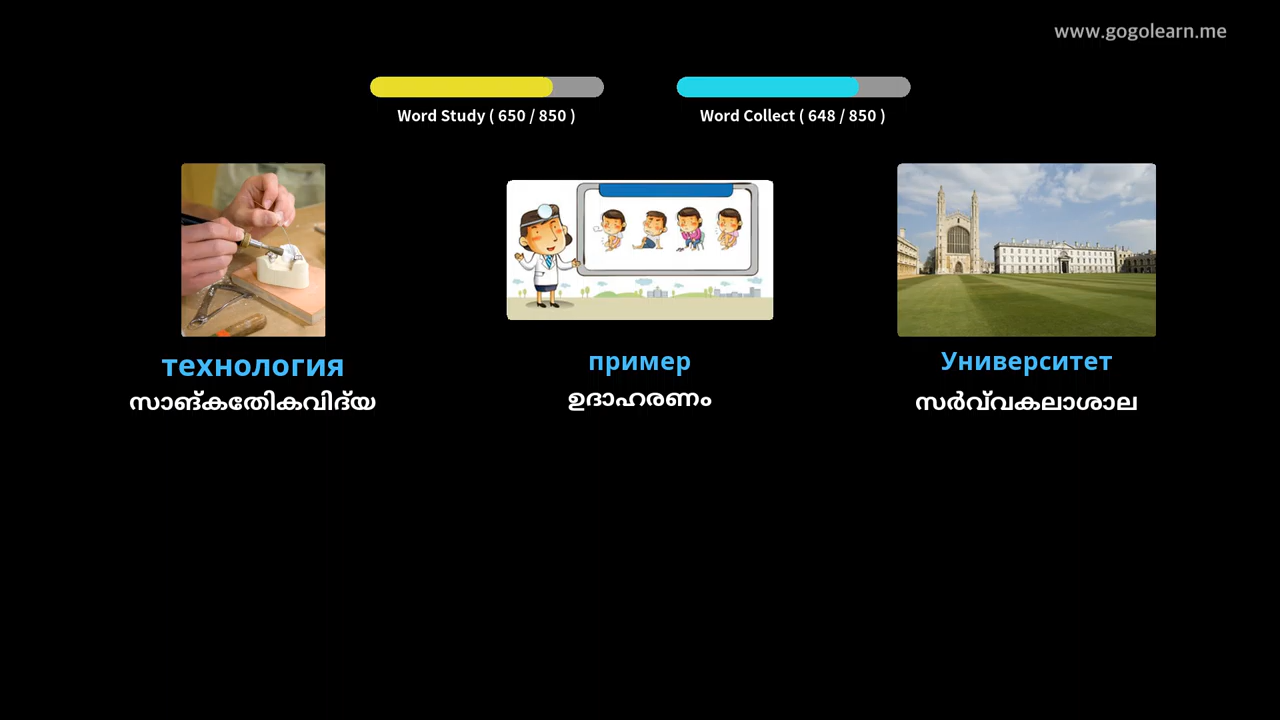 www.gogolearn.me
Word Study ( 650 / 850 )
Word Collect ( 648 / 850 )
технология
സാങ്കതേികവിദ്യ
пример
ഉദാഹരണം
Университет
സർവ്വകലാശാല